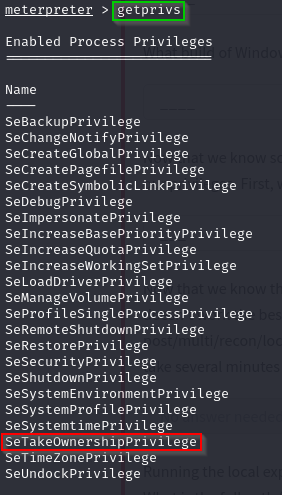 meterpreter > getprivs
Enabled Process Privileges
==========================
Name
----
SeBackupPrivilege
SeChangeNotifyPrivilege
SeCreateGlobalPrivilege
SeCreatePagefilePrivilege
SeCreateSymbolicLinkPrivilege
SeDebugPrivilege
SeImpersonatePrivilege
SeIncreaseBasePriorityPrivilege
SeIncreaseQuotaPrivilege
SeIncreaseWorkingSetPrivilege
SeLoadDriverPrivilege
SeManageVolumePrivilege
SeProfileSingleProcessPrivilege
SeRemoteShutdownPrivilege
SeRestorePrivilege
SeSecurityPrivilege
SeShutdownPrivilege
SeSystemEnvironmentPrivilege
SeSystemProfilePrivilege
SeSystemtimePrivilege
SeTakeOwnershipPrivilege
SeTimeZonePrivilege
SeUndockPrivilege